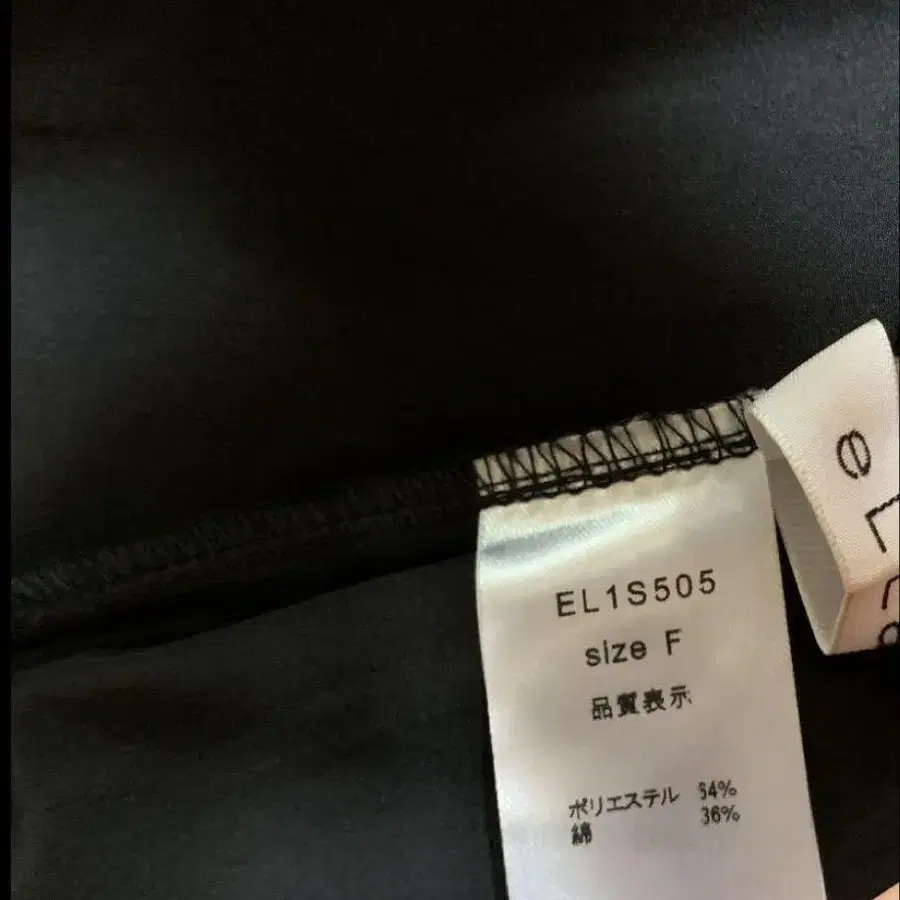 EL1S505
size F
品質表示
ポリエステル 64%
綿 36%
e